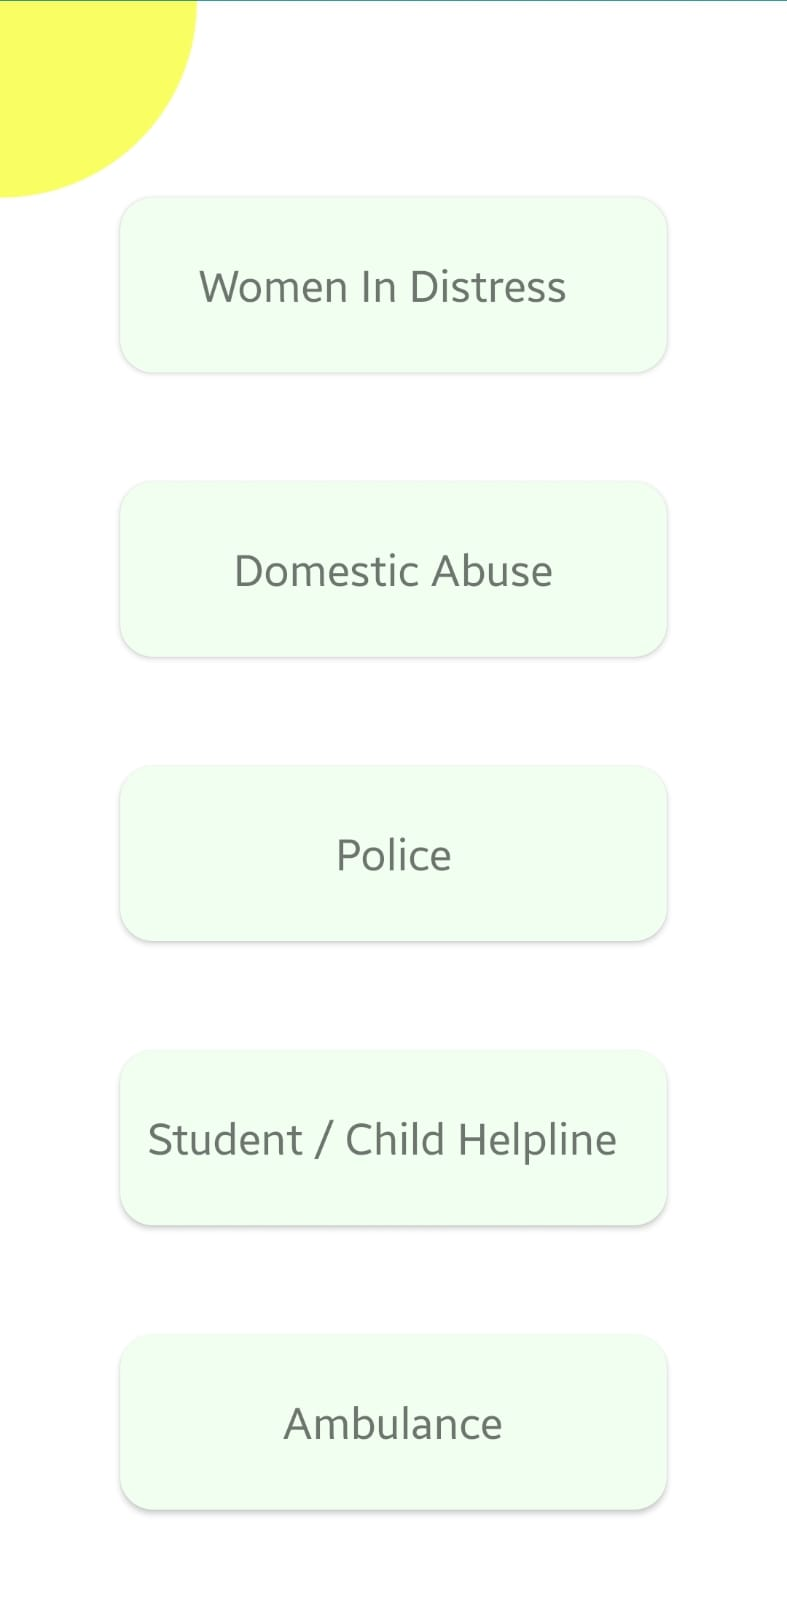 Women In Distress
Domestic Abuse
Police
Student / Child Helpline
Ambulance